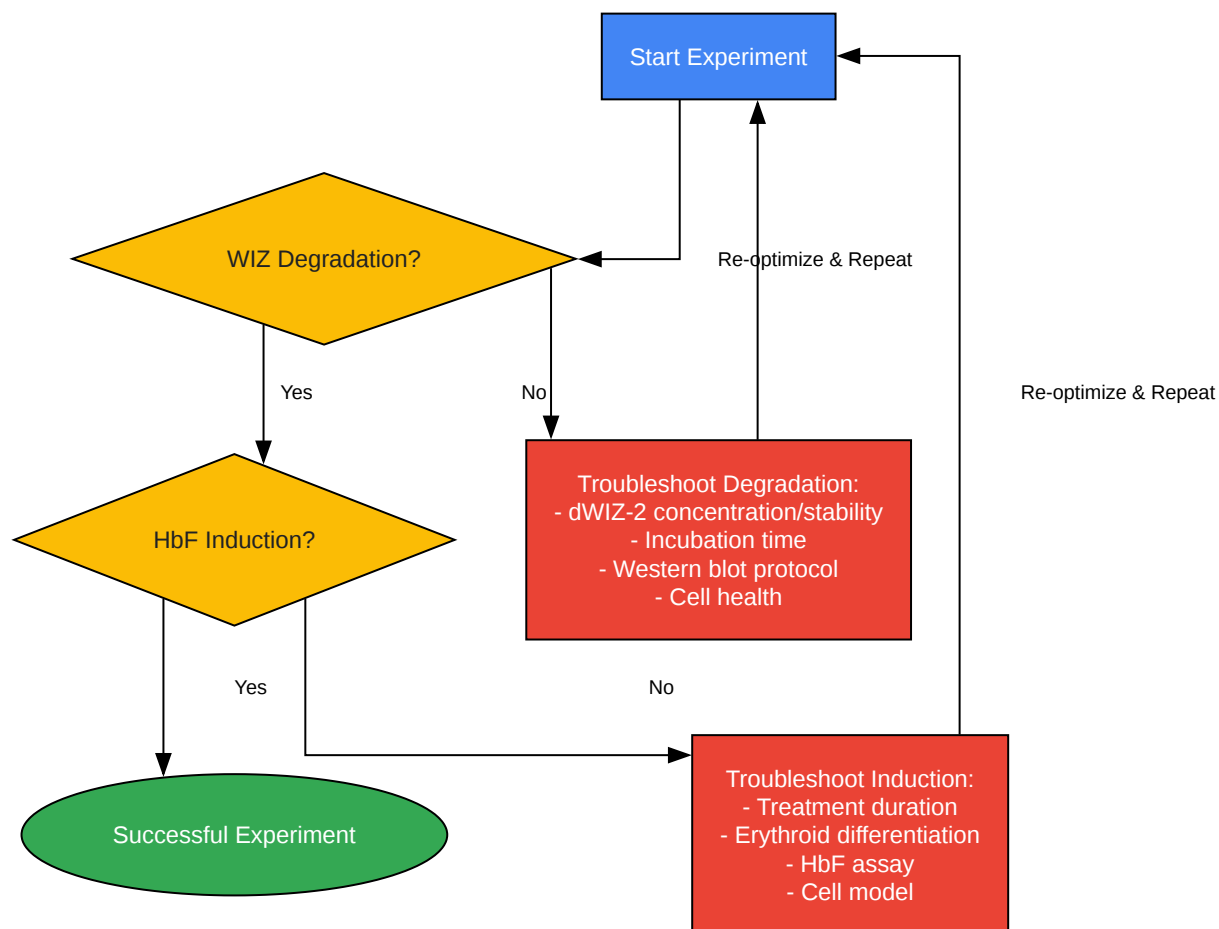 Start Experiment
WIZ Degradation?
Re-optimize & Repeat
Yes
No
Re-optimize & Repeat
HbF Induction?
Troubleshoot Degradation:
- dWIZ-2 concentration/stability
- Incubation time
- Western blot protocol
- Cell health
Yes
No
Successful Experiment
Troubleshoot Induction:
- Treatment duration
- Erythroid differentiation
- HbF assay
- Cell model